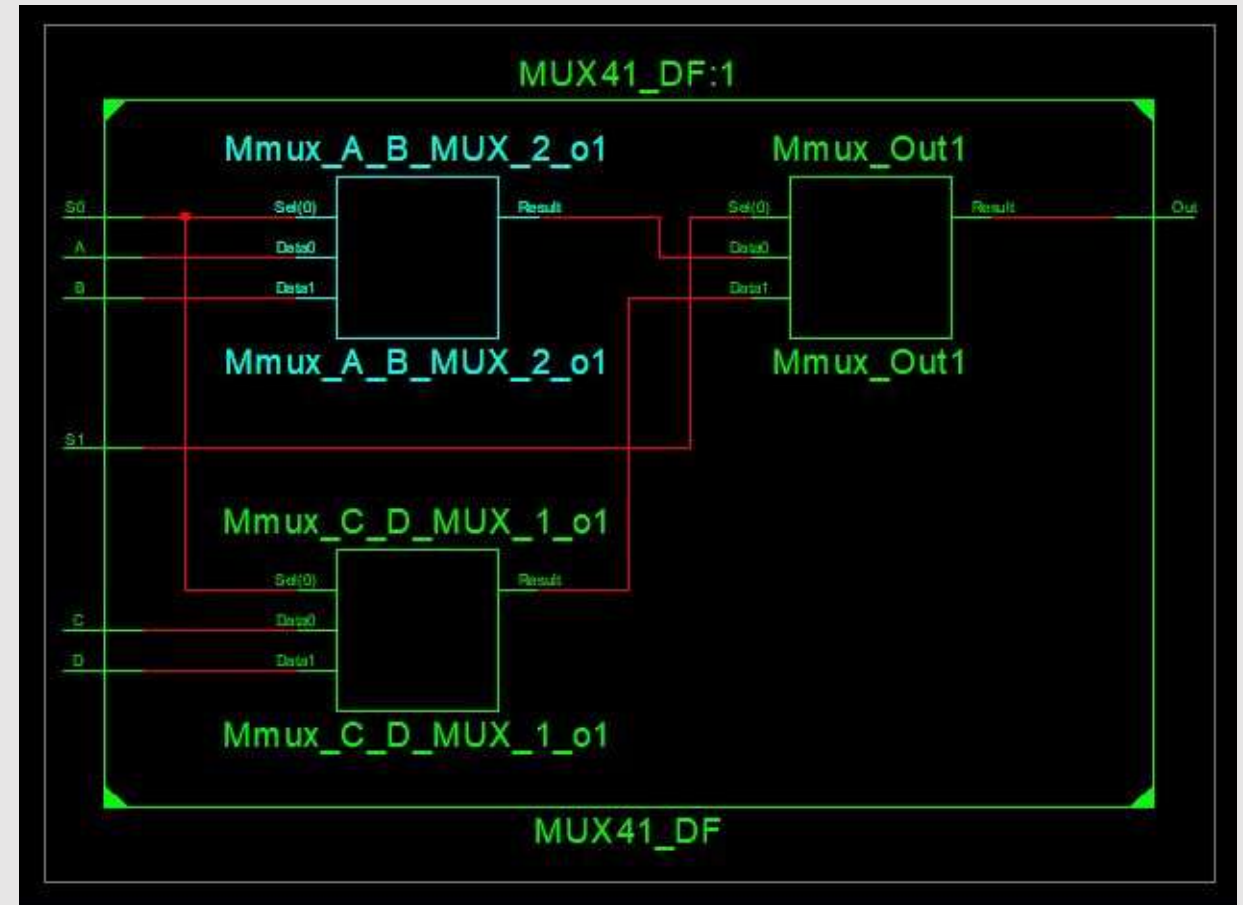 MUX41_DF:1
Mmux_A_B_MUX_2_o1
Mmux_Out1
S0
Sel(0)
Result
Sel(0)
Result
Out
A
Data0
Data0
B
Data1
Data1
Mmux_A_B_MUX_2_o1
Mmux_Out1
S1
Mmux_C_D_MUX_1_o1
Sel(0)
Result
C
Data0
D
Data1
Mmux_C_D_MUX_1_o1
MUX41_DF